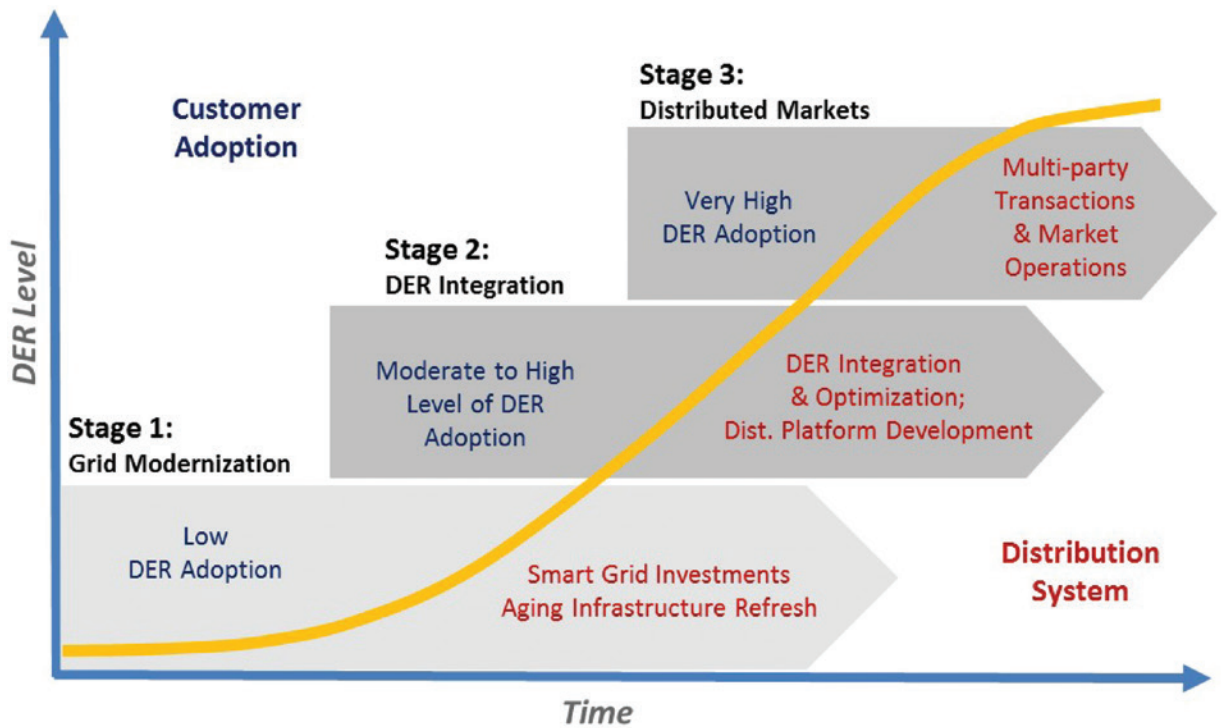 Customer
Adoption
Stage 3:
Distributed Markets
Very High
DER Adoption
Multi-party
Transactions
& Market
Operations
Stage 2:
DER Integration
Moderate to High
Level of DER
Adoption
DER Integration
& Optimization;
Dist. Platform Development
Stage 1:
Grid Modernization
Low
DER Adoption
Smart Grid Investments
Aging Infrastructure Refresh
Distribution
System
DER Level
Time